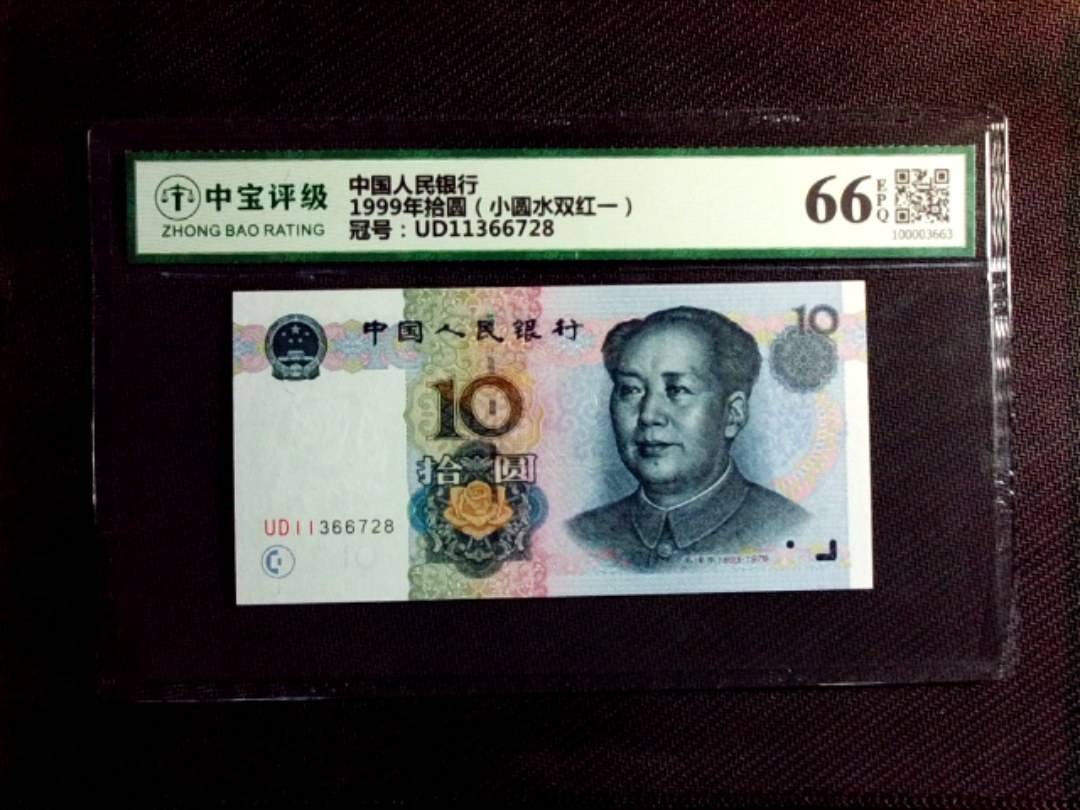 中宝评级
ZHONG BAO RATING
中国人民银行
1999年拾圆（小圆水双红一）
冠号：UD11366728
66
EPQ
100003663
中国人民银行
10
10
拾圆
UD11366728